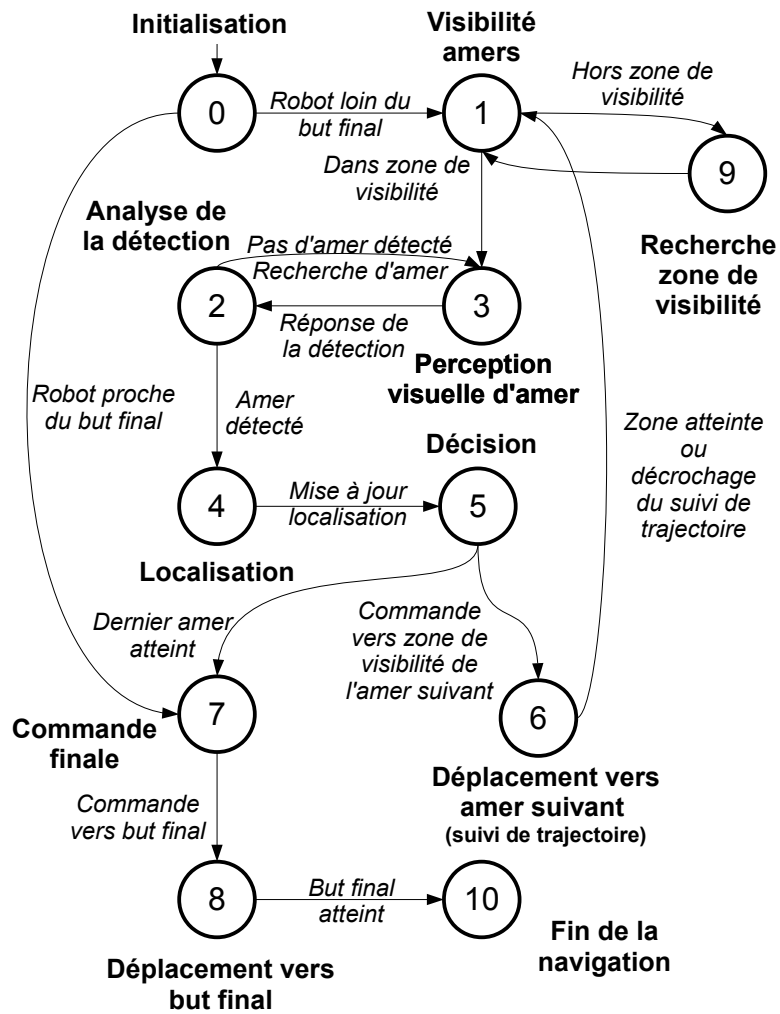 Initialisation
Visibilité
amers
0
Robot loin du
but final
1
Hors zone de
visibilité
9
Dans zone de
visibilité
Recherche
zone de
visibilité
Analyse de
la détection
Pas d'amer détecté
Recherche d'amer
2
3
Réponse de
la détection
Perception
visuelle d'amer
Robot proche
du but final
Amer
détecté
Zone atteinte
ou
décrochage
du suivi de
trajectoire
Décision
4
Mise à jour
localisation
5
Localisation
Dernier amer
atteint
Commande
vers zone de
visibilité de
l'amer suivant
7
6
Commande
finale
Déplacement vers
amer suivant
(suivi de trajectoire)
Commande
vers but final
8
But final
atteint
10
Déplacement vers
but final
Fin de la
navigation